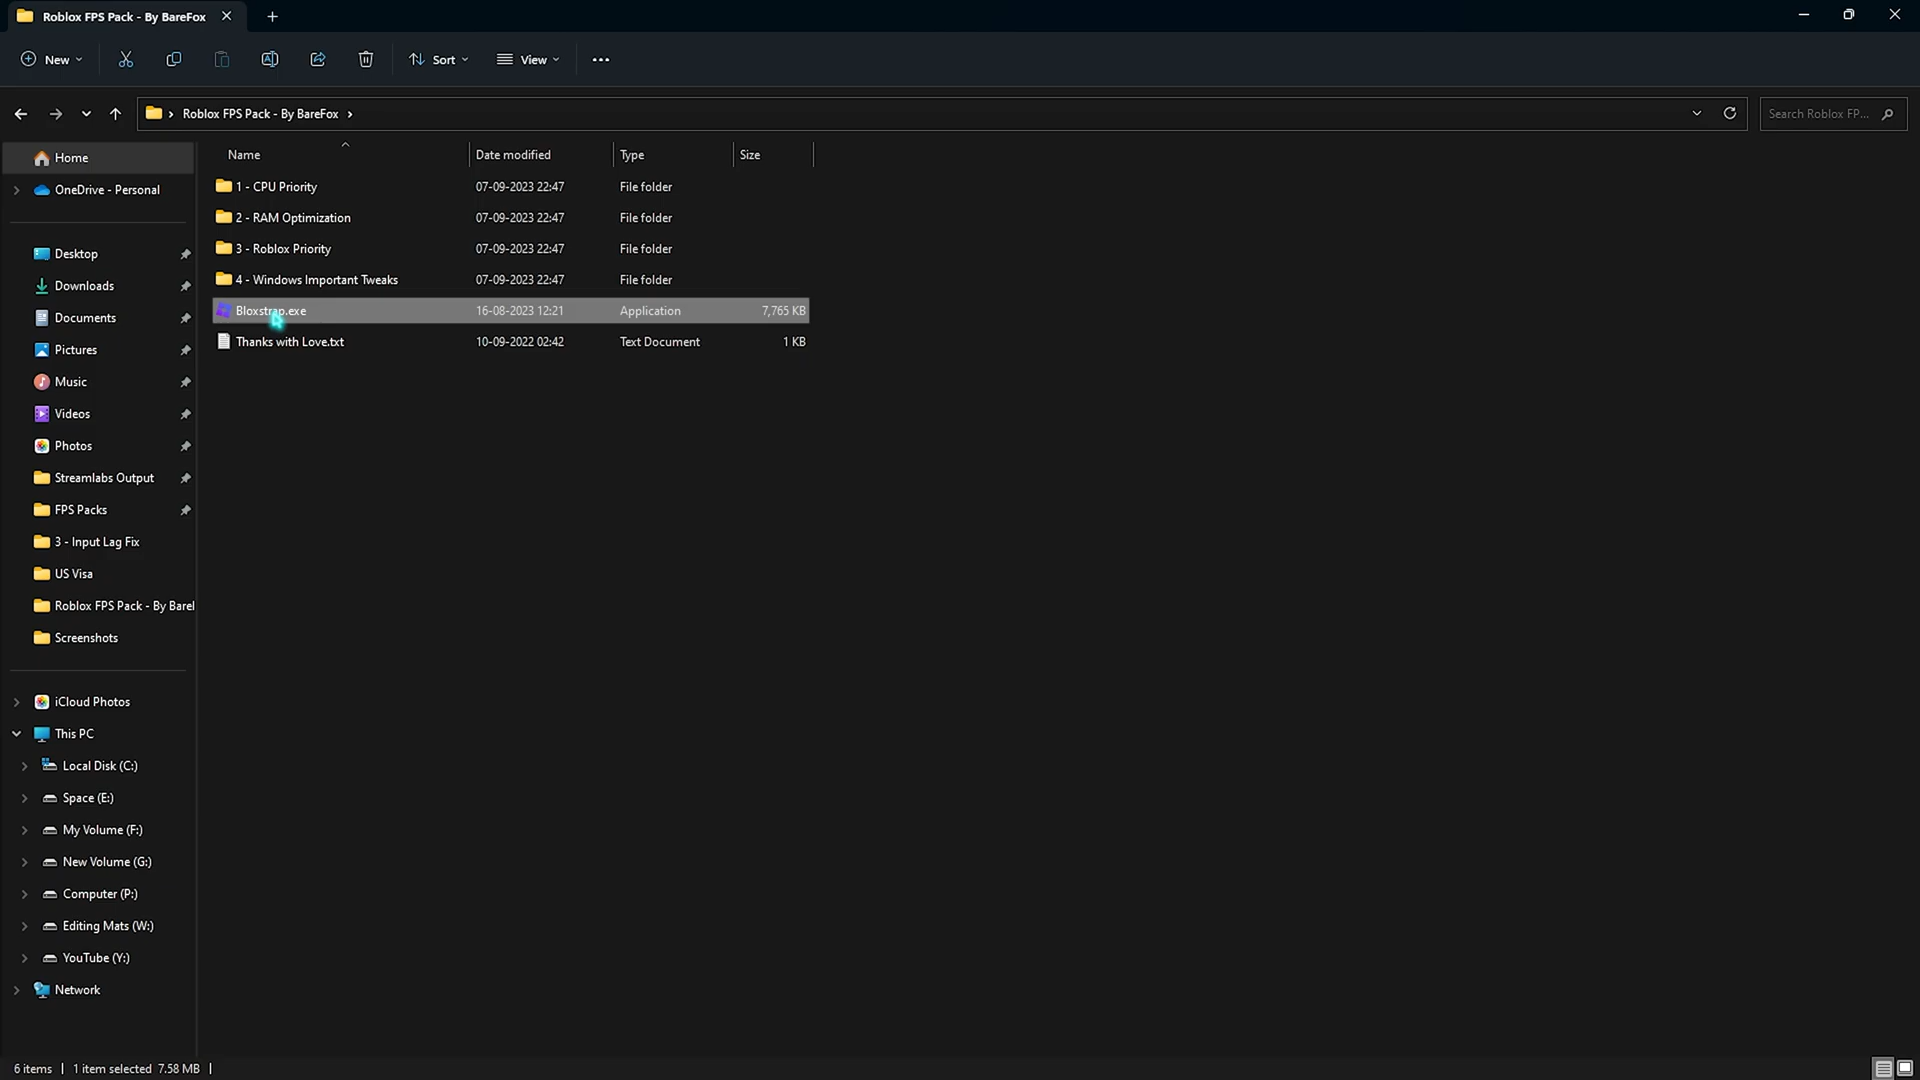 Roblox FPS Pack - By BareFox
New
Sort
View
Roblox FPS Pack - By BareFox
Search Roblox FP...
Name Date modified Type Size
1 - CPU Priority 07-09-2023 22:47 File folder
2 - RAM Optimization 07-09-2023 22:47 File folder
3 - Roblox Priority 07-09-2023 22:47 File folder
4 - Windows Important Tweaks 07-09-2023 22:47 File folder
Bloxstrap.exe 16-08-2023 12:21 Application 7,765 KB
Thanks with Love.txt 10-09-2022 02:42 Text Document 1 KB
Home
OneDrive - Personal
Desktop
Downloads
Documents
Pictures
Music
Videos
Photos
Streamlabs Output
FPS Packs
3 - Input Lag Fix
US Visa
Roblox FPS Pack - By Barel
Screenshots
iCloud Photos
This PC
Local Disk (C:)
Space (E:)
My Volume (F:)
New Volume (G:)
Computer (P:)
Editing Mats (W:)
YouTube (Y:)
Network
6 items 1 item selected 7.58 MB